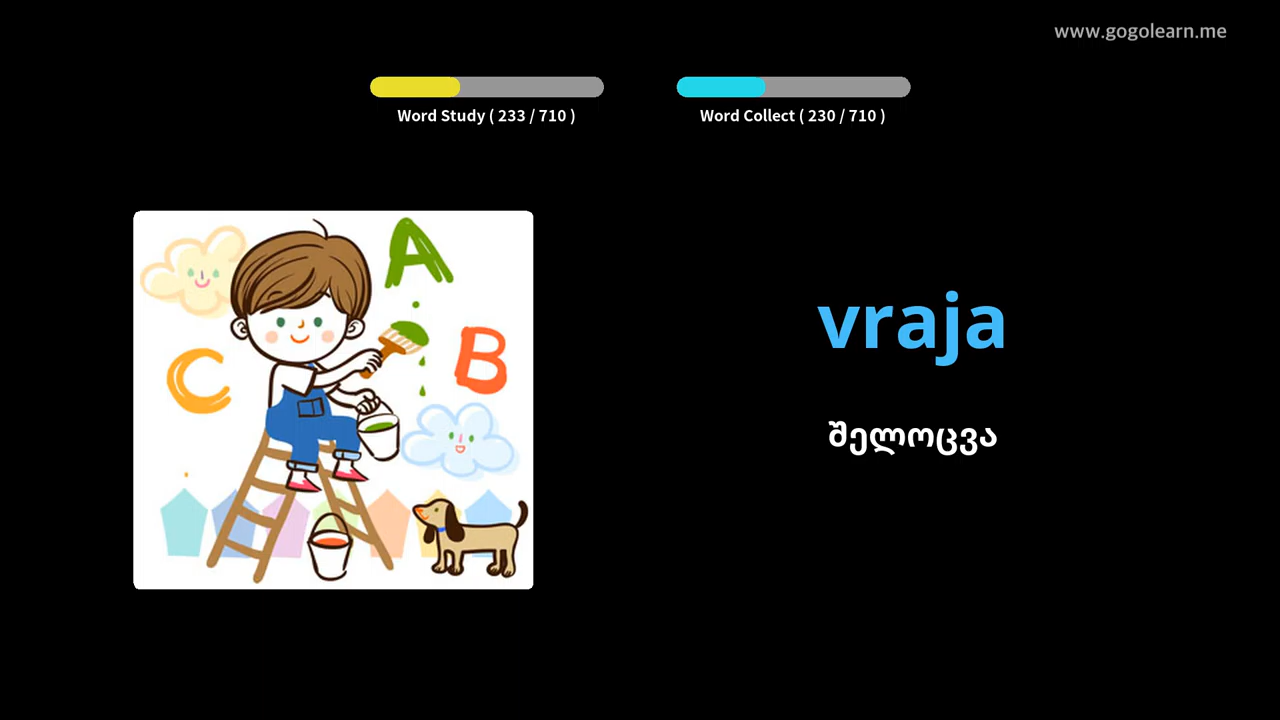 www.gogolearn.me
Word Study ( 233 / 710 )
Word Collect ( 230 / 710 )
A
B
C
vraja
შელოცვა